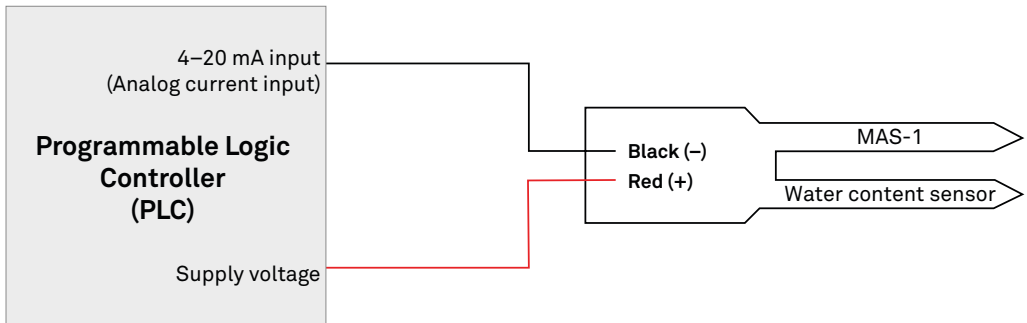 4–20 mA input
(Analog current input)
Programmable Logic
Controller
(PLC)
Supply voltage
Black (–)
Red (+)
MAS-1
Water content sensor